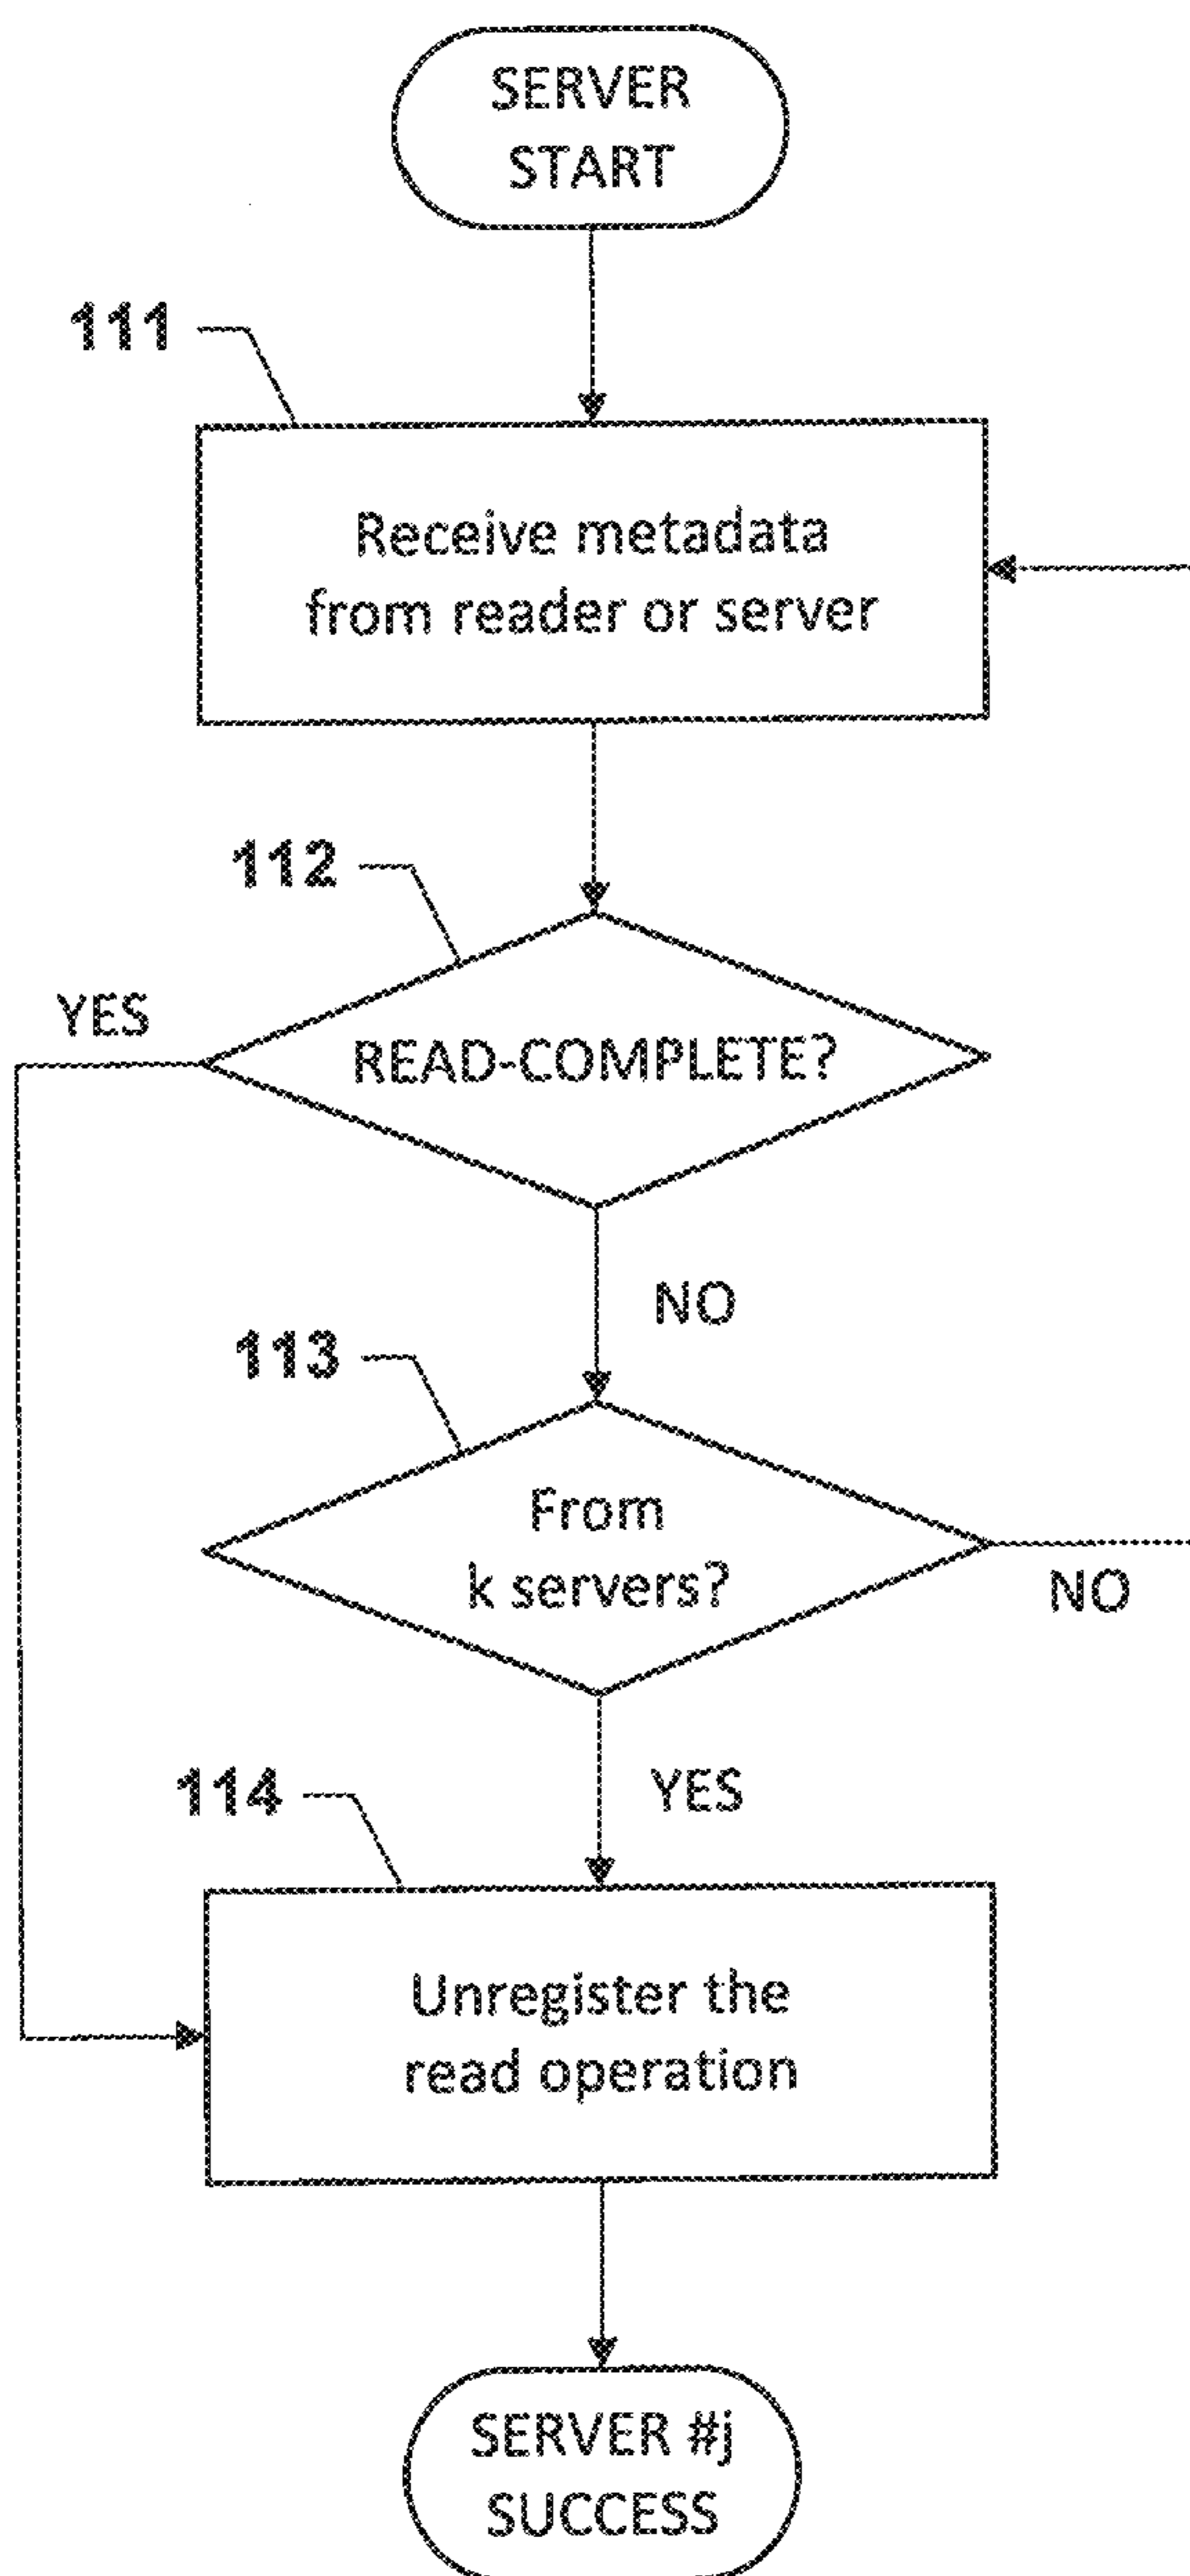 SERVER
START
111
Receive metadata
from reader or server
112
YES
READ-COMPLETE?
NO
113
From
k servers?
NO
114
YES
Unregister the
read operation
SERVER #j
SUCCESS